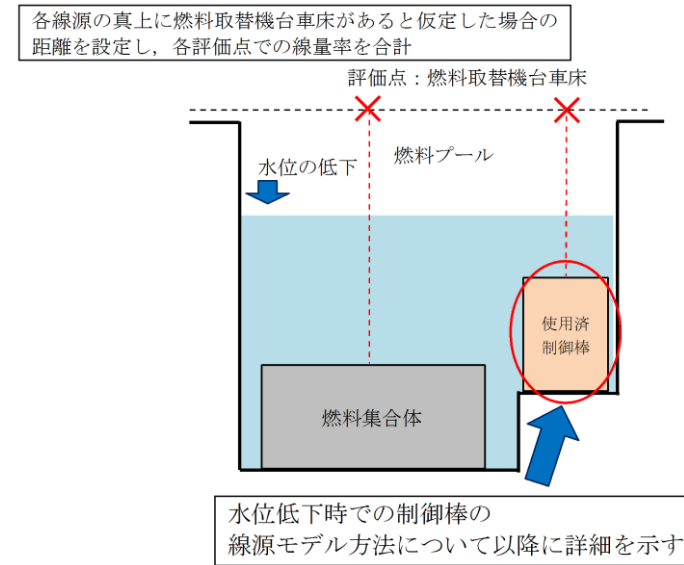 各線源の真上に燃料取替機台車床があると仮定した場合の
距離を設定し，各評価点での線量率を合計
評価点：燃料取替機台車床
燃料プール
水位の低下
使用済
制御棒
燃料集合体
水位低下時での制御棒の
線源モデル方法について以降に詳細を示す